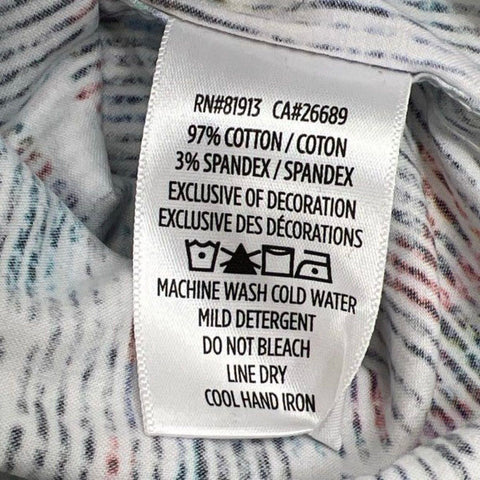 RN#81913 CA#26689
97% COTTON / COTON
3% SPANDEX / SPANDEX
EXCLUSIVE OF DECORATION
EXCLUSIVE DES DÉCORATIONS
MACHINE WASH COLD WATER
MILD DETERGENT
DO NOT BLEACH
LINE DRY
COOL HAND IRON